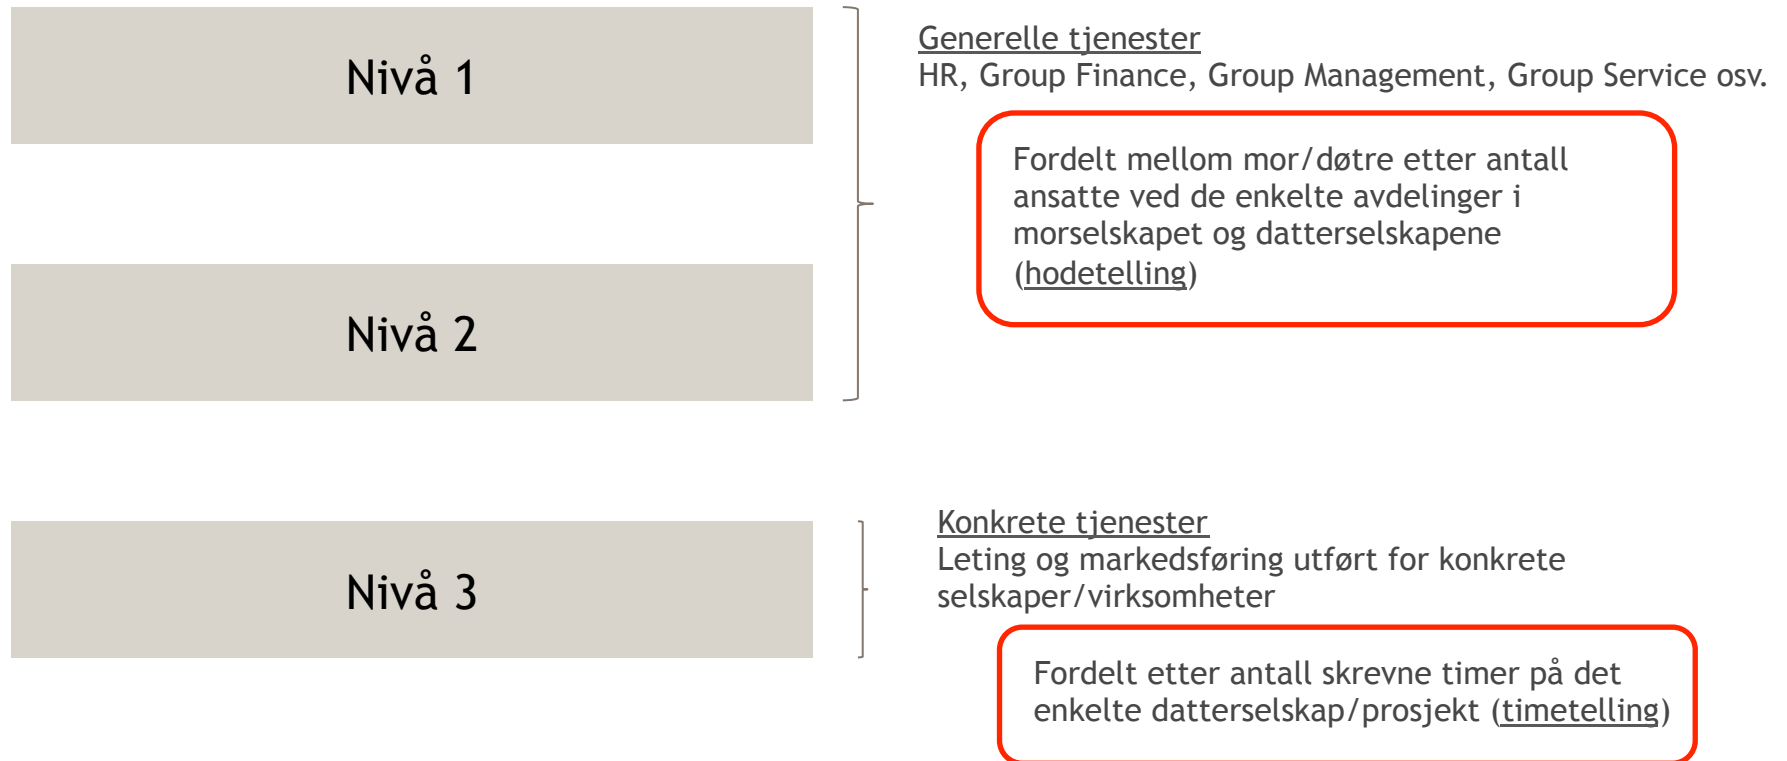 Nivå 1
Generelle tjenester
HR, Group Finance, Group Management, Group Service osv.
Fordelt mellom mor/døtre etter antall
ansatte ved de enkelte avdelinger i
morselskapet og datterselskapene
(hodetelling)
Nivå 2
Nivå 3
Konkrete tjenester
Leting og markedsføring utført for konkrete
selskaper/virksomheter
Fordelt etter antall skrevne timer på det
enkelte datterselskap/prosjekt (timetelling)